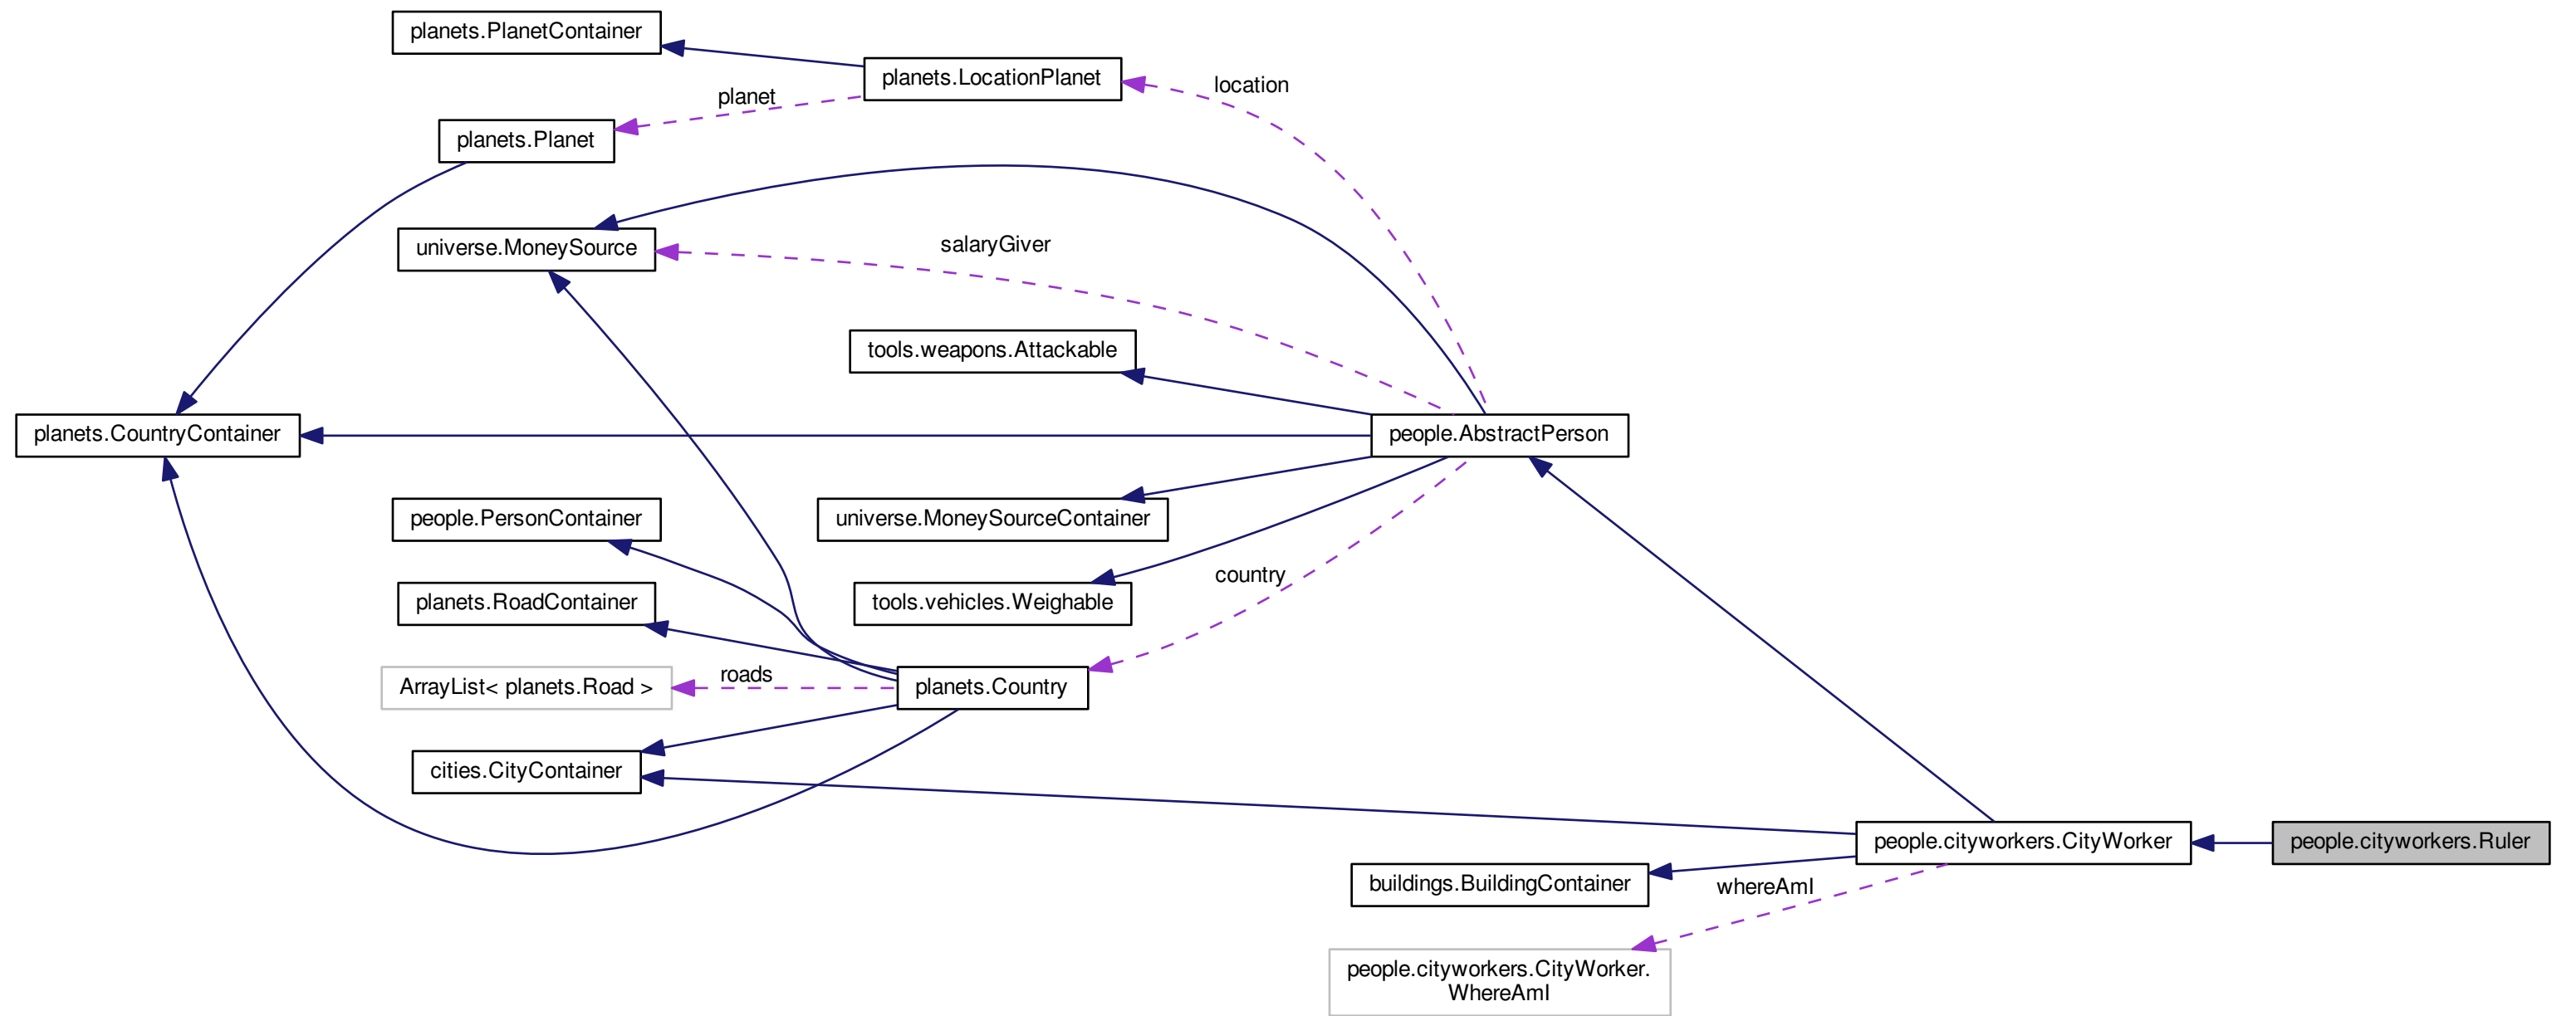 planets.PlanetContainer
planets.LocationPlanet
location
planet
planets.Planet
universe.MoneySource
salaryGiver
tools.weapons.Attackable
planets.CountryContainer
people.AbstractPerson
people.PersonContainer
universe.MoneySourceContainer
country
planets.RoadContainer
tools.vehicles.Weighable
roads
ArrayList< planets.Road >
planets.Country
cities.CityContainer
people.cityworkers.CityWorker
people.cityworkers.Ruler
buildings.BuildingContainer
whereAmI
people.cityworkers.CityWorker.
WhereAmI